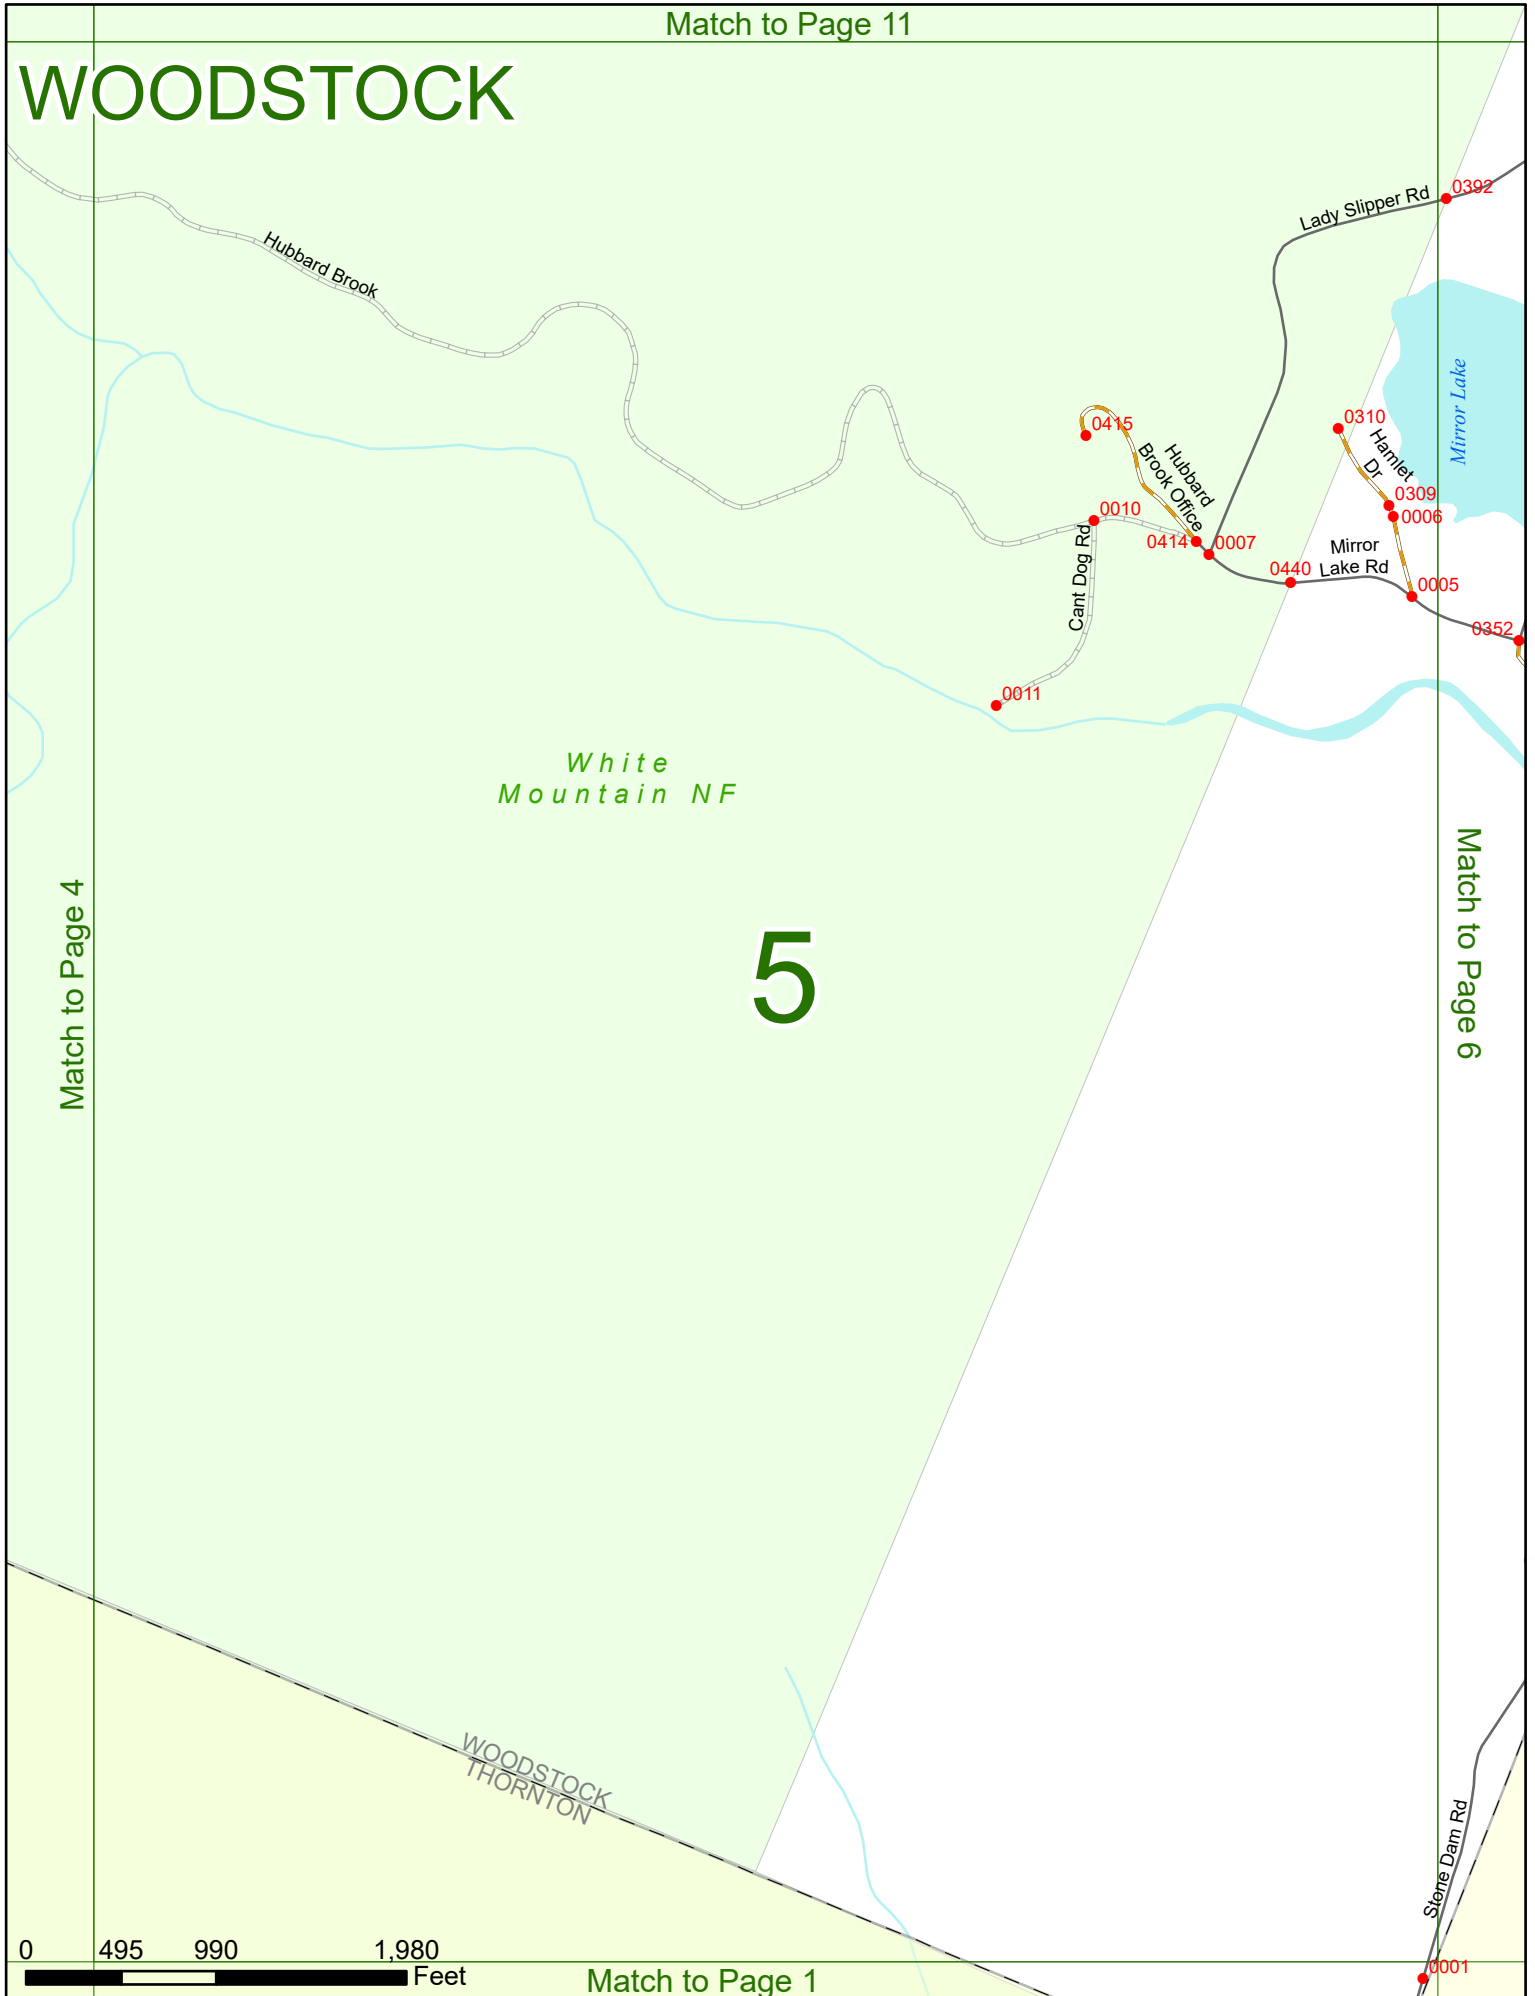 Match to Page 11
WOODSTOCK
0392
Lady Slipper Rd
Hubbard Brook
Mirror Lake
0415
0310
Hamlet
Dr
Hubbard
Brook Office
0309
0006
0010
0414
0007
Mirror
Lake Rd
0440
Cant Dog Rd
0005
0352
0011
White
Mountain NF
Match to Page 4
5
Match to Page 6
WOODSTOCK
THORNTON
Stone Dam Rd
0 495 990 1,980
Feet
Match to Page 1
0001